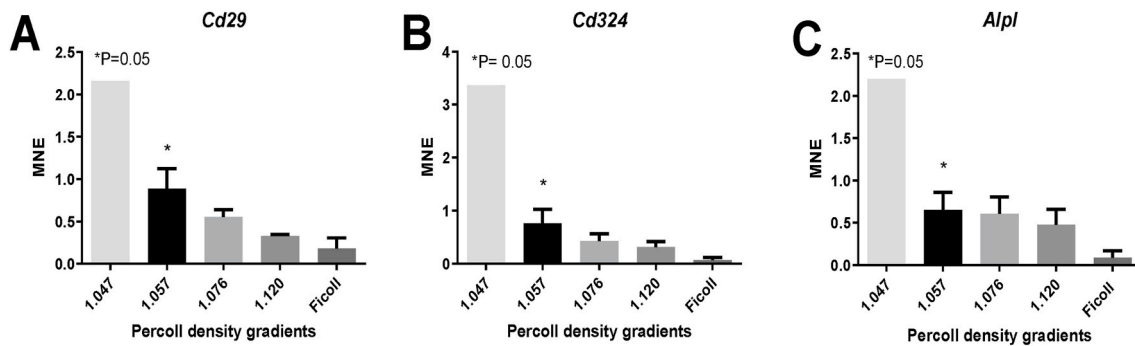 A
Cd29
*P=0.05
MNE
2.5
2.0
1.5
1.0
0.5
0.0
*
1.047
1.057
1.076
1.120
Ficoll
Percoll density gradients
B
Cd324
*P= 0.05
MNE
4
3
2
1
0
*
1.047
1.057
1.076
1.120
Ficoll
Percoll density gradients
C
Alpl
*P=0.05
MNE
2.5
2.0
1.5
1.0
0.5
0.0
*
1.047
1.057
1.076
1.120
Ficoll
Percoll density gradients